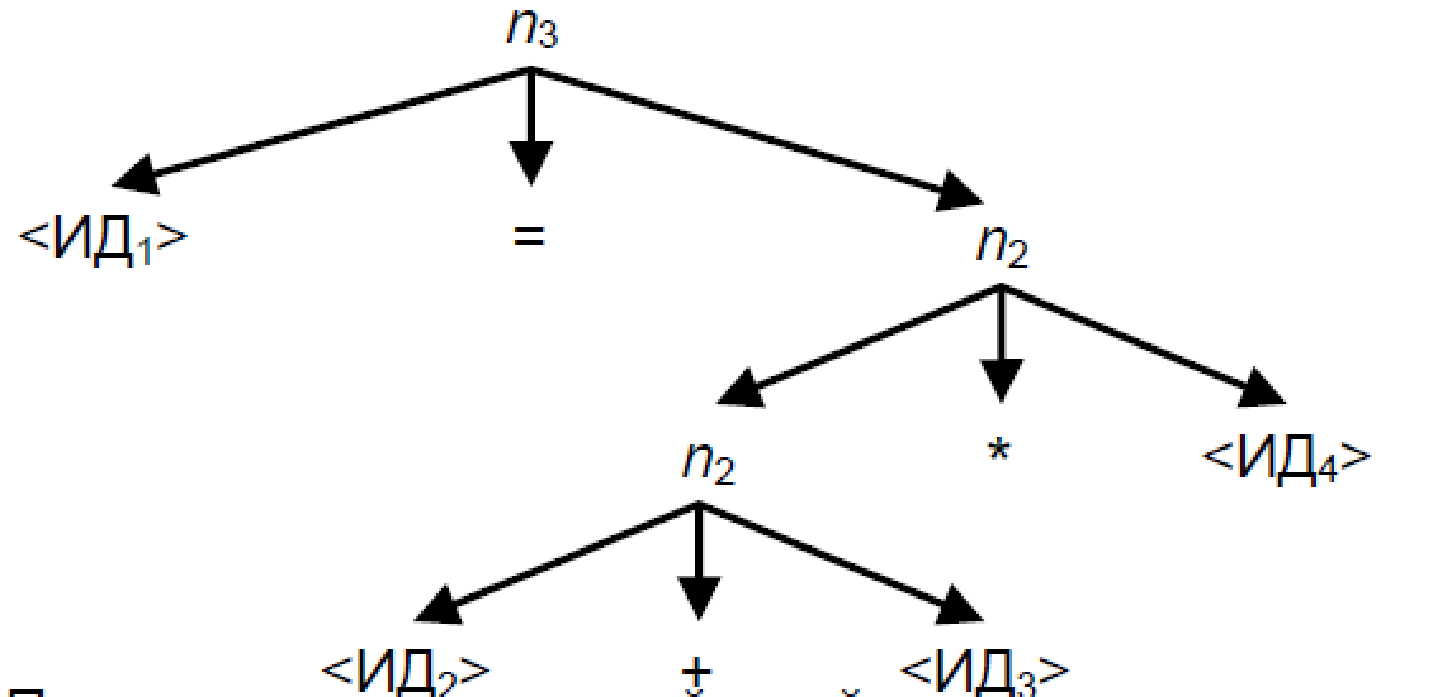 n₃
<ИД₁> =
n₂
n₂ * <ИД₄>
<ИД₂> + <ИД₃>